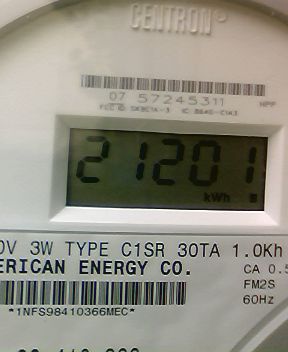 CENTRON®
07 57245311
NPF
21201
kWh
0V 3W TYPE C1SR 30TA 1.0Kh
ERICAN ENERGY CO.
CA 0.5
FM2S
60Hz
*1NFS98410366MEC*